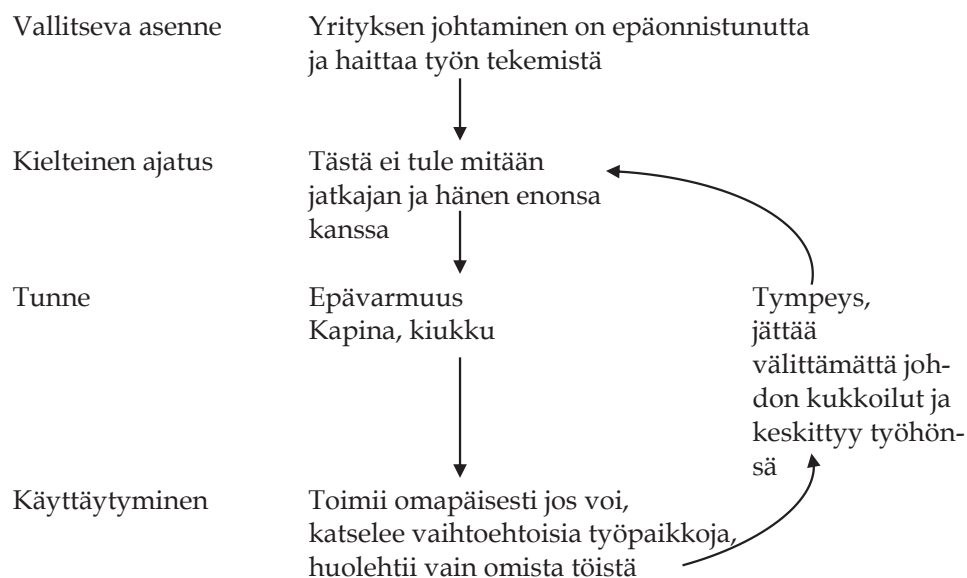 Vallitseva asenne
Yrityksen johtaminen on epäonnistunutta
ja haittaa työn tekemistä
Kielteinen ajatus
Tästä ei tule mitään
jatkajan ja hänen enonsa
kanssa
Tunne
Epävarmuus
Kapina, kiukku
Tympeys,
jättää
välittämättä joh-
don kukkoilut ja
keskittyy työhön-
sä
Käyttäytyminen
Toimii omapäisesti jos voi,
katselee vaihtoehtoisia työpaikkoja,
huolehtii vain omista töistä